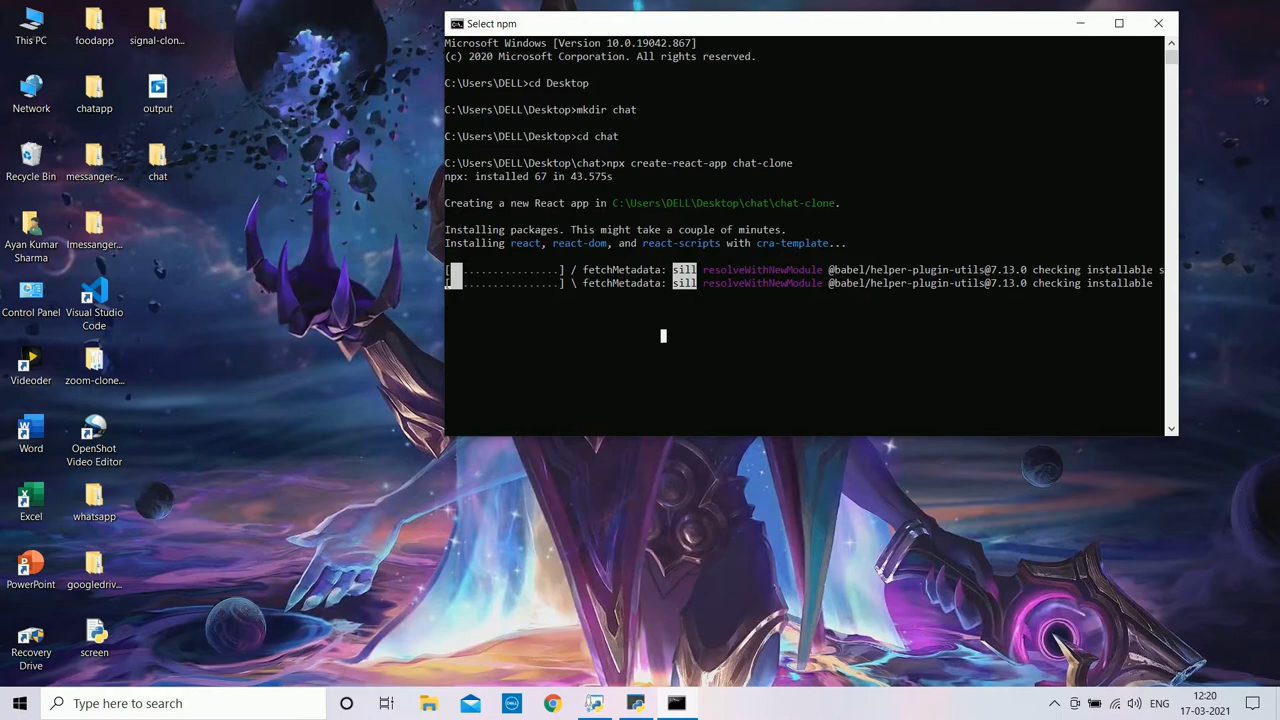 Select npm
Microsoft Windows [Version 10.0.19042.867]
(c) 2020 Microsoft Corporation. All rights reserved.
C:\Users\DELL>cd Desktop
C:\Users\DELL\Desktop>mkdir chat
C:\Users\DELL\Desktop>cd chat
C:\Users\DELL\Desktop\chat>npx create-react-app chat-clone
npx: installed 67 in 43.575s
Creating a new React app in C:\Users\DELL\Desktop\chat\chat-clone.
Installing packages. This might take a couple of minutes.
Installing react, react-dom, and react-scripts with cra-template...
[ ................] / fetchMetadata: sill resolveWithNewModule @babel/helper-plugin-utils@7.13.0 checking installable s
[ ................] \ fetchMetadata: sill resolveWithNewModule @babel/helper-plugin-utils@7.13.0 checking installable
This PC
foodapp
signal-clon...
Network
chatapp
output
Recycle Bin
messanger-...
chat
Ayan Kumar
Sharma
Imessanger...
Control Panel
Visual Studio
Code
Videoder
zoom-clone...
Word
OpenShot
Video Editor
Excel
whatsapp
PowerPoint
googledriv...
Recovery
Drive
screen
Type here to search
ENG
12:20
17-03-2021